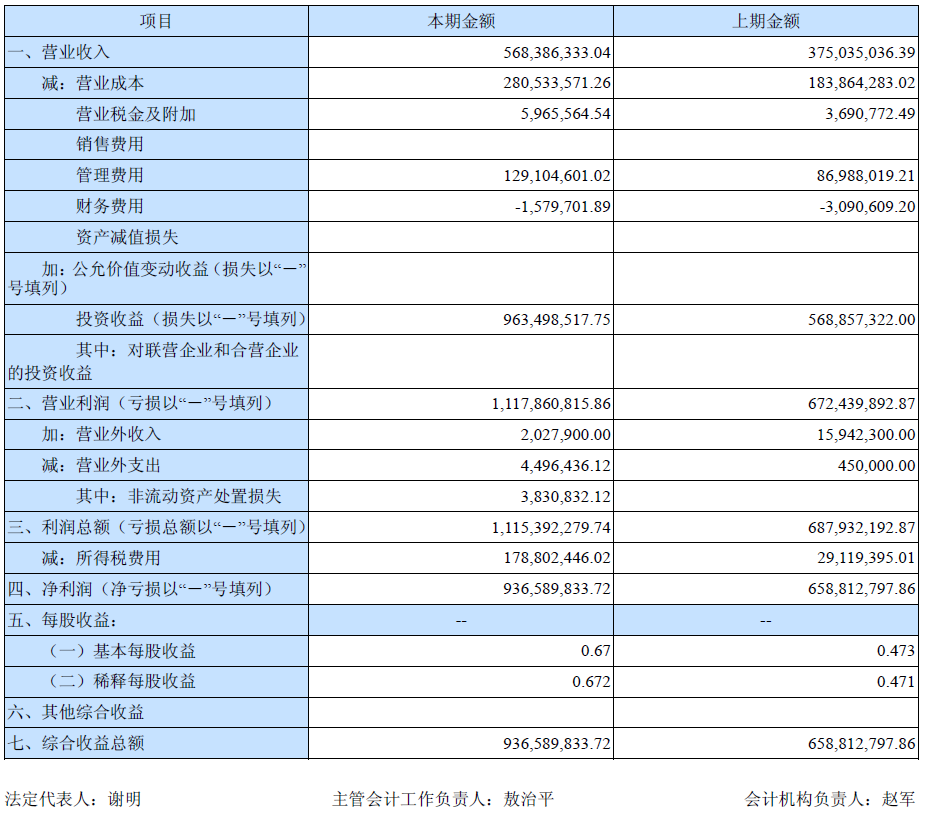 项目 本期金额 上期金额
一、营业收入 568,386,333.04 375,035,036.39
减：营业成本 280,533,571.26 183,864,283.02
营业税金及附加 5,965,564.54 3,690,772.49
销售费用
管理费用 129,104,601.02 86,988,019.21
财务费用 -1,579,701.89 -3,090,609.20
资产减值损失
加：公允价值变动收益（损失以“－”
号填列）
投资收益（损失以“－”号填列） 963,498,517.75 568,857,322.00
其中：对联营企业和合营企业
的投资收益
二、营业利润（亏损以“－”号填列） 1,117,860,815.86 672,439,892.87
加：营业外收入 2,027,900.00 15,942,300.00
减：营业外支出 4,496,436.12 450,000.00
其中：非流动资产处置损失 3,830,832.12
三、利润总额（亏损总额以“－”号填列） 1,115,392,279.74 687,932,192.87
减：所得税费用 178,802,446.02 29,119,395.01
四、净利润（净亏损以“－”号填列） 936,589,833.72 658,812,797.86
五、每股收益： -- --
（一）基本每股收益 0.67 0.473
（二）稀释每股收益 0.672 0.471
六、其他综合收益
七、综合收益总额 936,589,833.72 658,812,797.86
法定代表人：谢明 主管会计工作负责人：敖治平 会计机构负责人：赵军